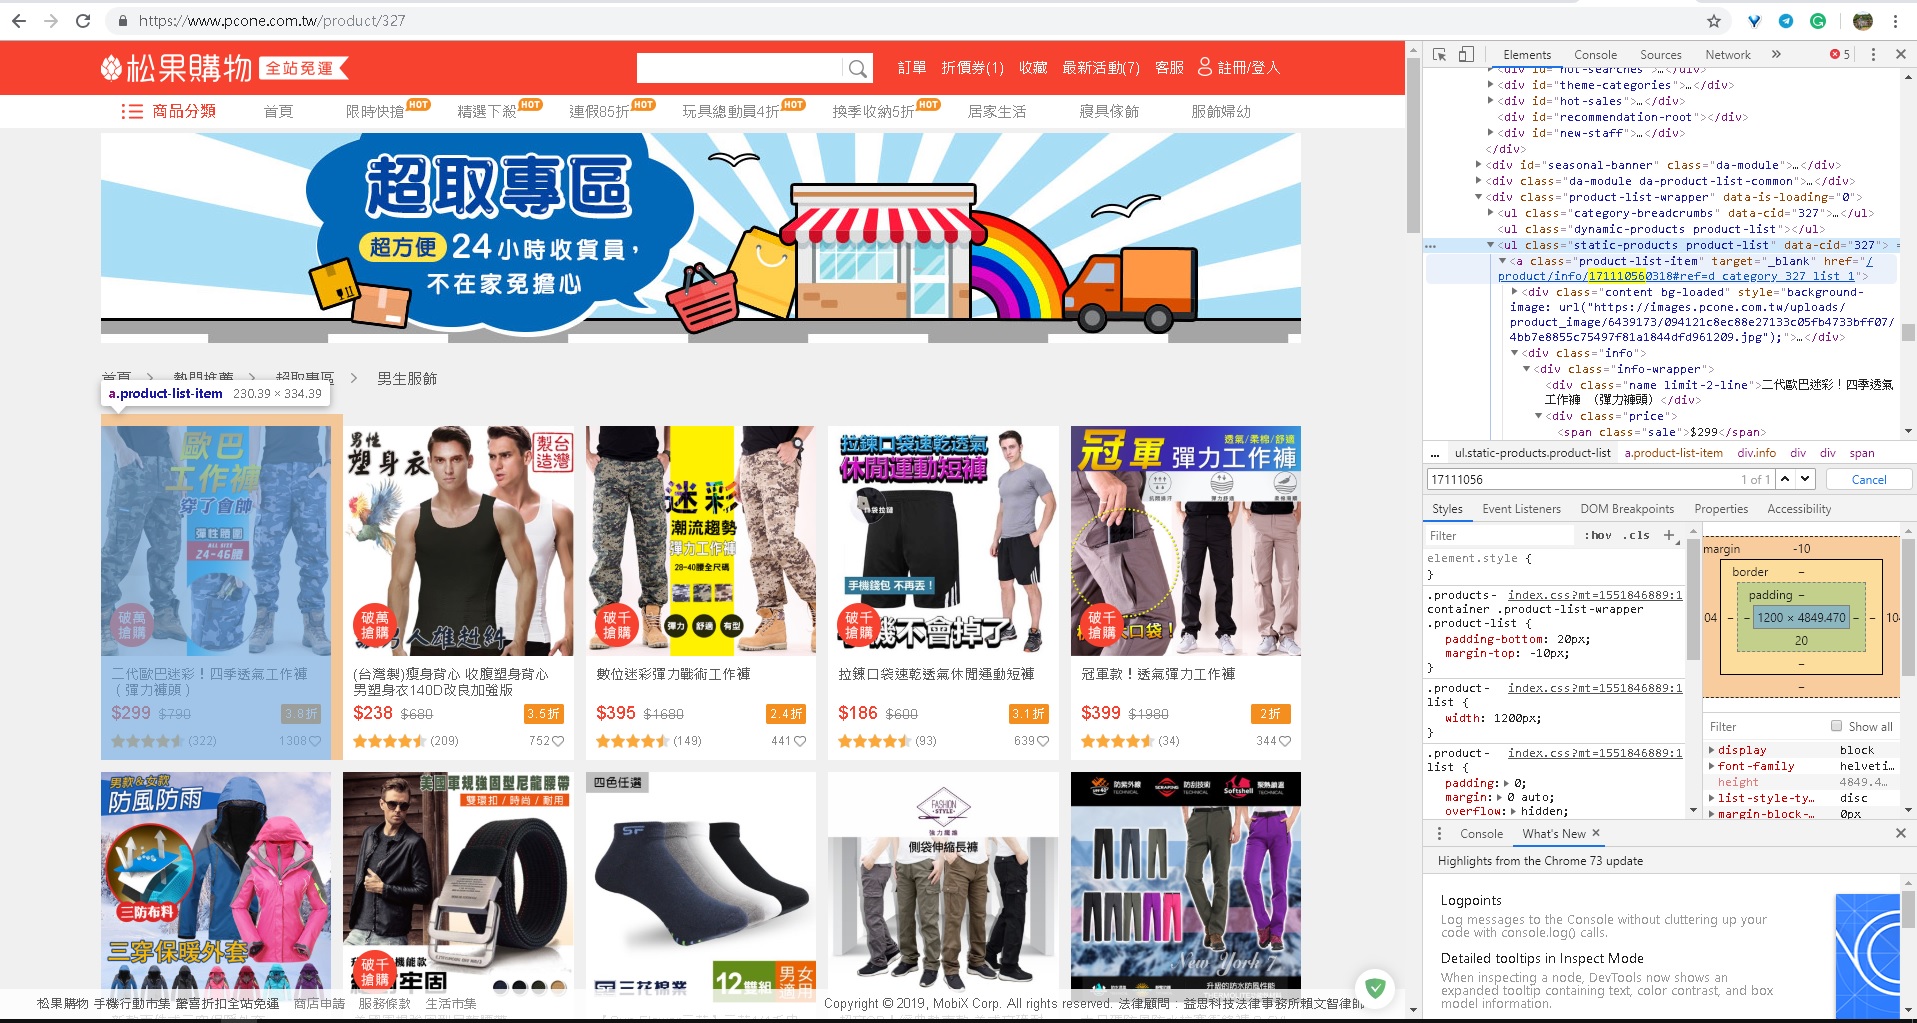 https://www.pcone.com.tw/product/327
松果購物 全站免運
訂單 折價券(1) 收藏 最新活動(7) 客服 註冊/登入
商品分類 首頁 限時快搶 HOT 精選下殺 HOT 連假85折 HOT 玩具總動員4折 HOT 換季收納5折 HOT 居家生活 寢具傢飾 服飾婦幼
超取專區
超方便 24小時收貨員，
不在家免擔心
首頁 > 熱門推薦 > 超取專區 > 男生服飾
a.product-list-item 230.39 × 334.39
歐巴
工作褲
穿了會帥
彈性鬆圍
24-46腰
破萬
搶購
二代歐巴迷彩！四季透氣工作褲
（彈力褲頭）
$299 $790 3.8折
(322) 1308
男性
塑身衣
台灣製
破萬
搶購
(台灣製)瘦身背心 收腹塑身背心
男塑身衣140D改良加強版
$238 $680 3.5折
(209) 752
迷彩
潮流趨勢
彈力工作褲
28-40腰全尺碼
彈力 舒適 有型
破千
搶購
數位迷彩彈力戰術工作褲
$395 $1680 2.4折
(149) 441
拉鍊口袋速乾透氣
休閒運動短褲
口袋拉鏈
手機錢包 不再丟！
機不會掉了
破千
搶購
拉鍊口袋速乾透氣休閒運動短褲
$186 $600 3.1折
(93) 639
冠軍 透氣/柔棉/舒適
彈力工作褲
口袋！
破千
搶購
冠軍款！透氣彈力工作褲
$399 $1980 2折
(34) 344
男款&女款
防風防雨
三防布料
三穿保暖外套
美國軍規強固型尼龍腰帶
雙環扣/時尚/耐用
機能款
牢固
破千
搶購
四色任選
SF
三花棉業
12雙組 男女適用
FASHION
STYLE
側袋伸縮長褲
防紫外線 TECHNICAL
SCRAPING 防刮技術 TECHNICAL
Softshell 聚熱鎖溫
New York 7
松果購物 手機行動市集 驚喜折扣全站免運 商店申請 服務條款 生活市集
Copyright © 2019, MobiX Corp. All rights reserved. 法律顧問：益思科技法律事務所賴文智律師
Elements Console Sources Network » 5
<div id="hot-searches">…</div>
<div id="theme-categories">…</div>
<div id="hot-sales">…</div>
<div id="recommendation-root"></div>
<div id="new-staff">…</div>
</div>
<div id="seasonal-banner" class="da-module">…</div>
<div class="da-module da-product-list-common">…</div>
<div class="product-list-wrapper" data-is-loading="0">
<ul class="category-breadcrumbs" data-cid="327">…</ul>
<ul class="dynamic-products product-list"></ul>
<ul class="static-products product-list" data-cid="327"> =
<a class="product-list-item" target="_blank" href="/
product/info/171110560318#ref=d_category_327_list_1">
<div class="content bg-loaded" style="background-
image: url("https://images.pcone.com.tw/uploads/
product_image/6439173/094121c8ec88e27133c05fb4733bff07/
4bb7e8855c75497f81a1844dfd961209.jpg");">…</div>
<div class="info">
<div class="info-wrapper">
<div class="name limit-2-line">二代歐巴迷彩！四季透氣
工作褲 （彈力褲頭）</div>
<div class="price">
<span class="sale">$299</span>
... ul.static-products.product-list a.product-list-item div.info div div span
17111056 1 of 1 Cancel
Styles Event Listeners DOM Breakpoints Properties Accessibility
Filter :hov .cls +
element.style {
}
.products- index.css?mt=1551846889:1
container .product-list-wrapper
.product-list {
padding-bottom: 20px;
margin-top: -10px;
}
.product- index.css?mt=1551846889:1
list {
width: 1200px;
}
.product- index.css?mt=1551846889:1
list {
padding: 0;
margin: 0 auto;
overflow: hidden;
margin -10
border –
padding –
04 – – 1200 × 4849.470 – – 10
20
–
–
Filter Show all
display block
font-family helveti…
height 4849.4…
list-style-ty… disc
margin-block-… 0px
Console What's New ×
Highlights from the Chrome 73 update
Logpoints
Log messages to the Console without cluttering up your
code with console.log() calls.
Detailed tooltips in Inspect Mode
When inspecting a node, DevTools now shows an
expanded tooltip containing text, color contrast, and box
model information.